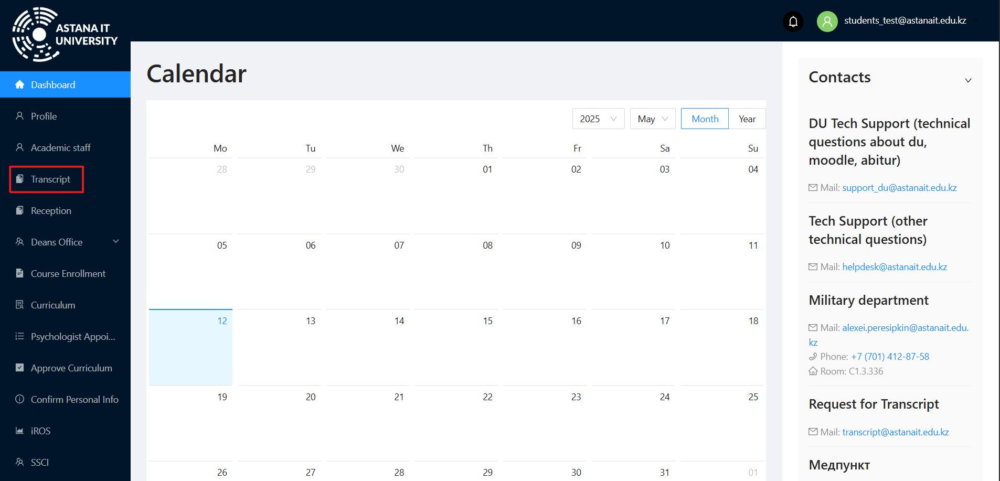 ASTANA IT
UNIVERSITY
students_test@astanait.edu.kz
Dashboard
Profile
Academic staff
Transcript
Reception
Deans Office
Course Enrollment
Curriculum
Psychologist Appoi...
Approve Curriculum
Confirm Personal Info
iROS
SSCI
Calendar
2025 May Month Year
Mo Tu We Th Fr Sa Su
28 29 30 01 02 03 04
05 06 07 08 09 10 11
12 13 14 15 16 17 18
19 20 21 22 23 24 25
26 27 28 29 30 31 01
Contacts
DU Tech Support (technical
questions about du,
moodle, abitur)
Mail: support_du@astanait.edu.kz
Tech Support (other
technical questions)
Mail: helpdesk@astanait.edu.kz
Military department
Mail: alexei.peresipkin@astanait.edu.
kz
Phone: +7 (701) 412-87-58
Room: C1.3.336
Request for Transcript
Mail: transcript@astanait.edu.kz
Медпункт